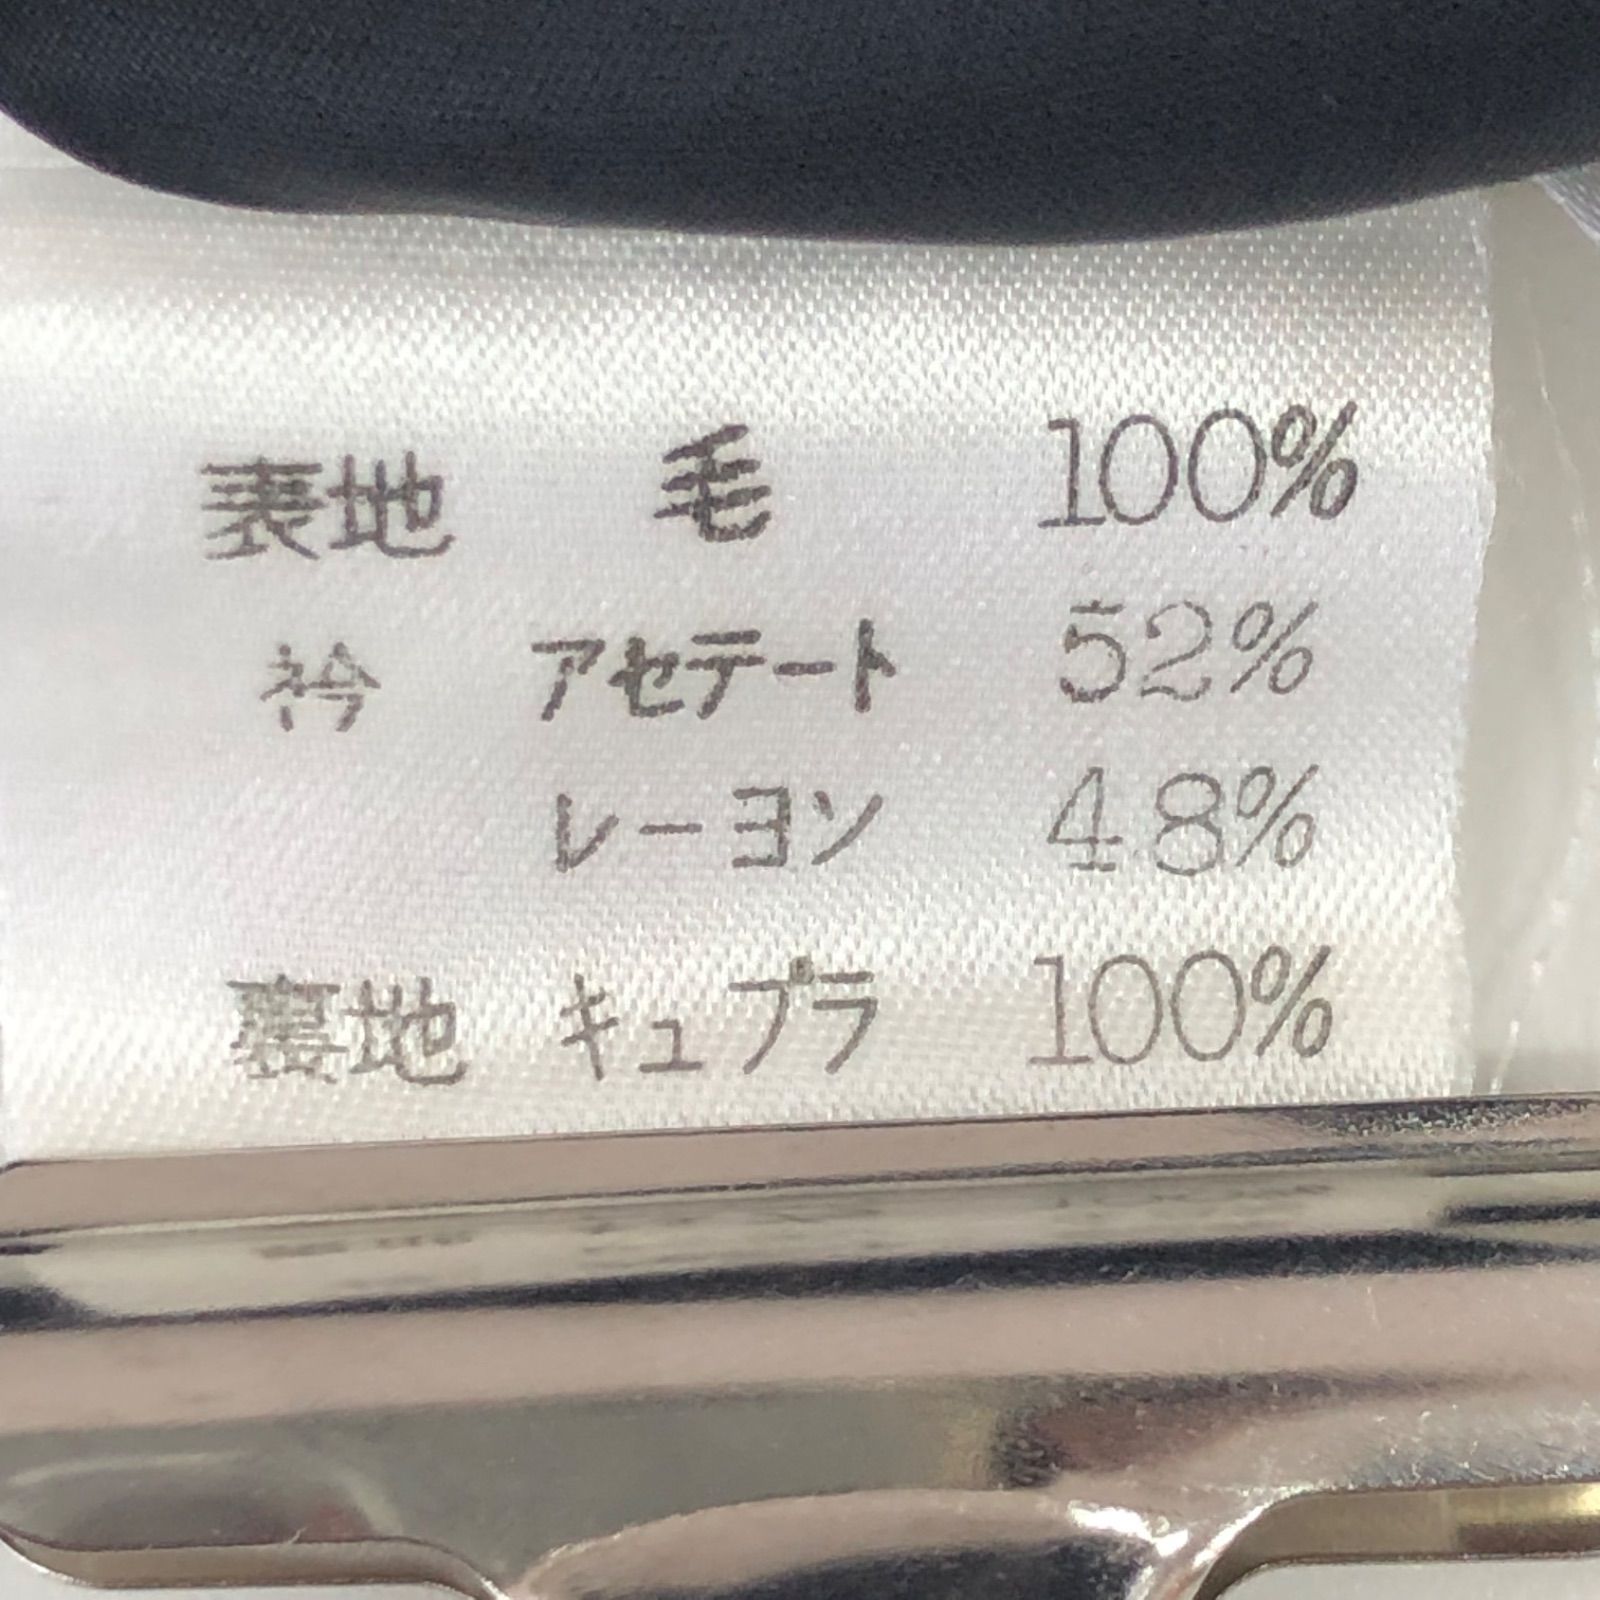 表地 毛 100%
衿 アセテート 52%
レーヨン 48%
裏地 キュプラ 100%